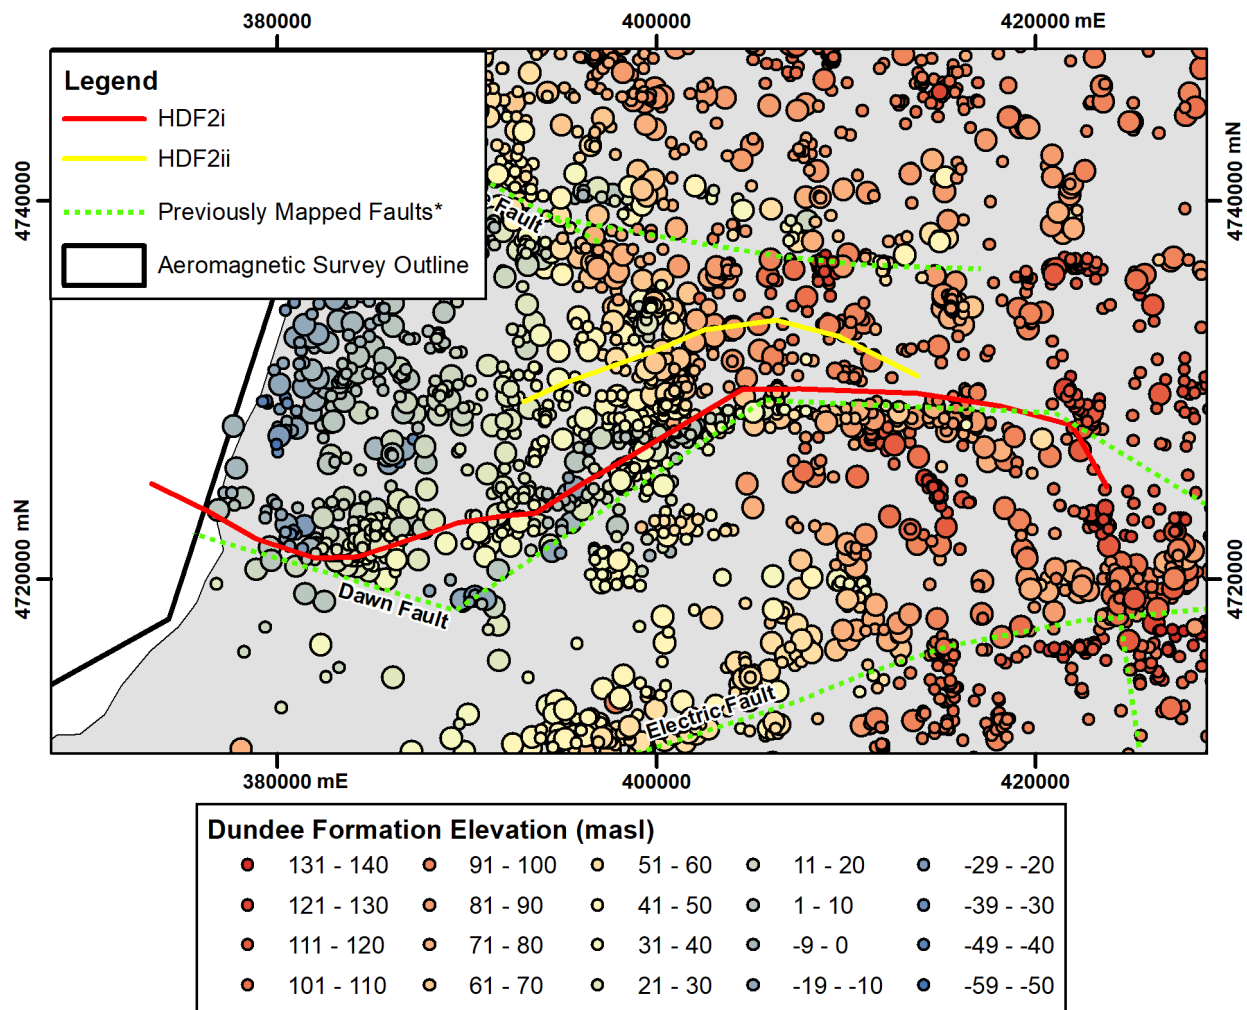 380000
400000
420000 mE
Legend
HDF2i
HDF2ii
Previously Mapped Faults*
Aeromagnetic Survey Outline
4740000
4740000 mN
Fault
4720000 mN
4720000
Dawn Fault
Electric Fault
380000 mE
400000
420000
Dundee Formation Elevation (masl)
131 - 140
91 - 100
51 - 60
11 - 20
-29 - -20
121 - 130
81 - 90
41 - 50
1 - 10
-39 - -30
111 - 120
71 - 80
31 - 40
-9 - 0
-49 - -40
101 - 110
61 - 70
21 - 30
-19 - -10
-59 - -50